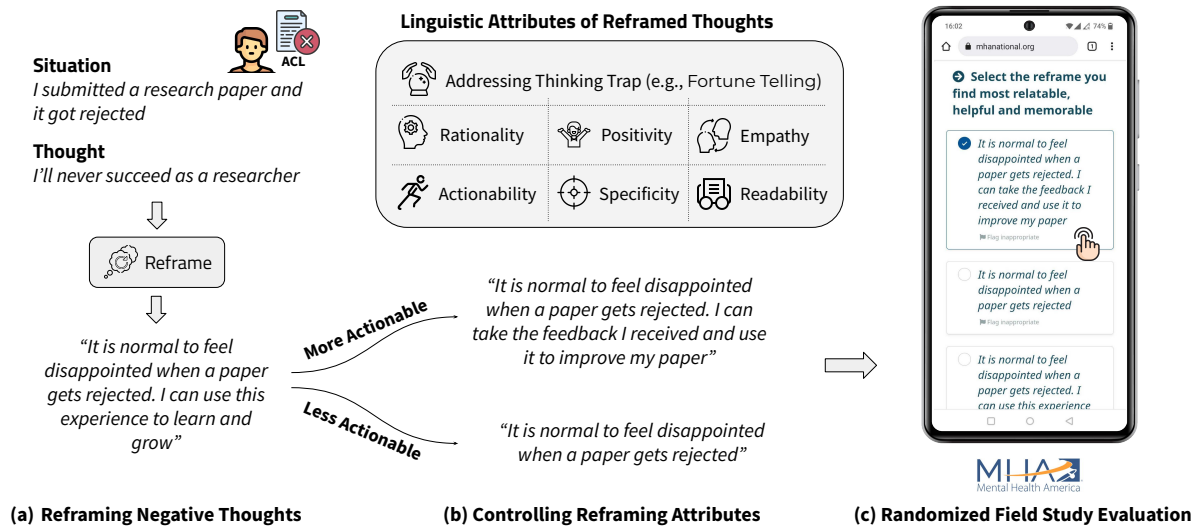 ACL
Situation
I submitted a research paper and
it got rejected
Thought
I'll never succeed as a researcher
Reframe
“It is normal to feel
disappointed when a paper
gets rejected. I can use this
experience to learn and
grow”
(a) Reframing Negative Thoughts
Linguistic Attributes of Reframed Thoughts
Addressing Thinking Trap (e.g., Fortune Telling)
Rationality
Positivity
Empathy
Actionability
Specificity
Readability
More Actionable
“It is normal to feel disappointed
when a paper gets rejected. I can
take the feedback I received and use
it to improve my paper”
Less Actionable
“It is normal to feel disappointed
when a paper gets rejected”
(b) Controlling Reframing Attributes
16:02
74%
mhanational.org
1
Select the reframe you
find most relatable,
helpful and memorable
It is normal to feel
disappointed when a
paper gets rejected. I
can take the feedback I
received and use it to
improve my paper
Flag inappropriate
It is normal to feel
disappointed when a
paper gets rejected
Flag inappropriate
It is normal to feel
disappointed when a
paper gets rejected. I
can use this experience
MHA
Mental Health America
(c) Randomized Field Study Evaluation